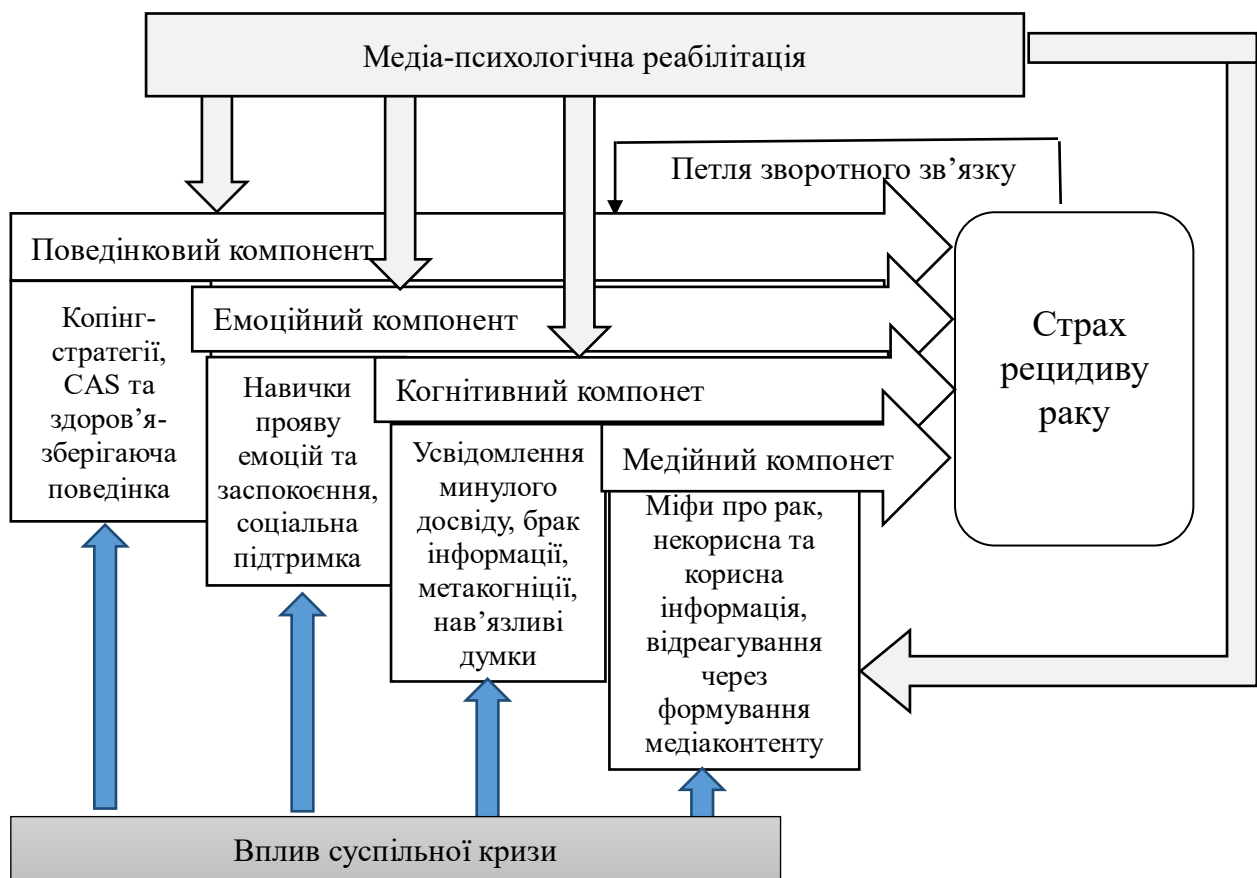 Медіа-психологічна реабілітація
Петля зворотного зв’язку
Поведінковий компонент
Копінг-
стратегії,
CAS та
здоров’я-
зберігаюча
поведінка
Емоційний компонент
Навички
прояву
емоцій та
заспокоєння,
соціальна
підтримка
Когнітивний компонет
Усвідомлення
минулого
досвіду, брак
інформації,
метакогніції,
нав’язливі
думки
Медійний компонет
Міфи про рак,
некорисна та
корисна
інформація,
відреагування
через
формування
медіаконтенту
Страх
рецидиву
раку
Вплив суспільної кризи